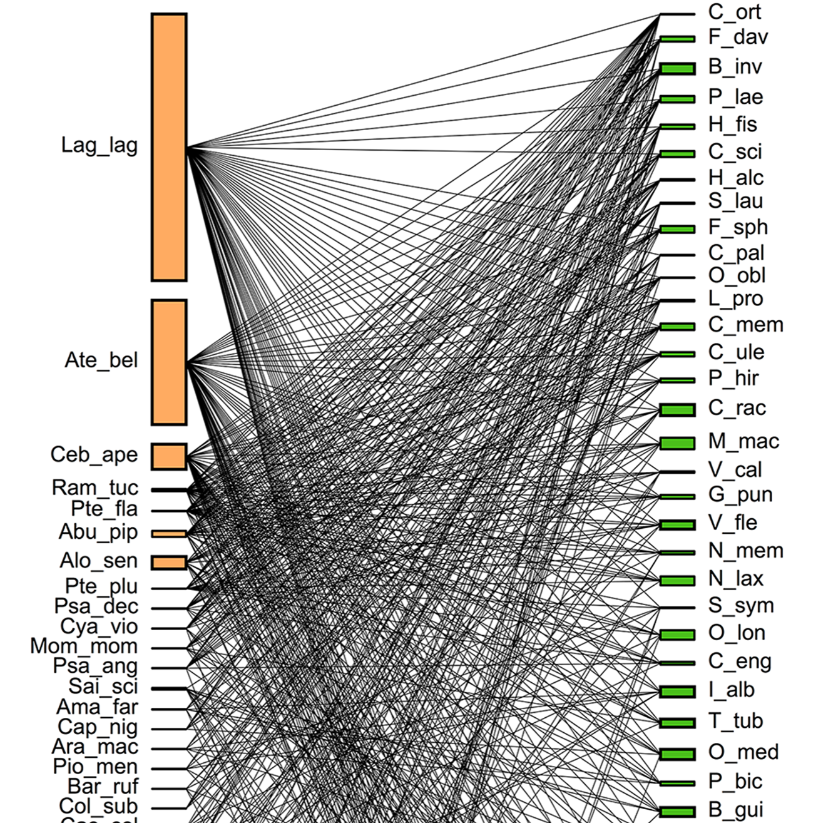 Lag_lag
Ate_bel
Ceb_ape
Ram_tuc
Pte_fla
Abu_pip
Alo_sen
Pte_plu
Psa_dec
Cya_vio
Mom_mom
Psa_ang
Sai_sci
Ama_far
Cap_nig
Ara_mac
Pio_men
Bar_ruf
Col_sub
C_ort
F_dav
B_inv
P_lae
H_fis
C_sci
H_alc
S_lau
F_sph
C_pal
O_obl
L_pro
C_mem
C_ule
P_hir
C_rac
M_mac
V_cal
G_pun
V_fle
N_mem
N_lax
S_sym
O_lon
C_eng
I_alb
T_tub
O_med
P_bic
B_gui